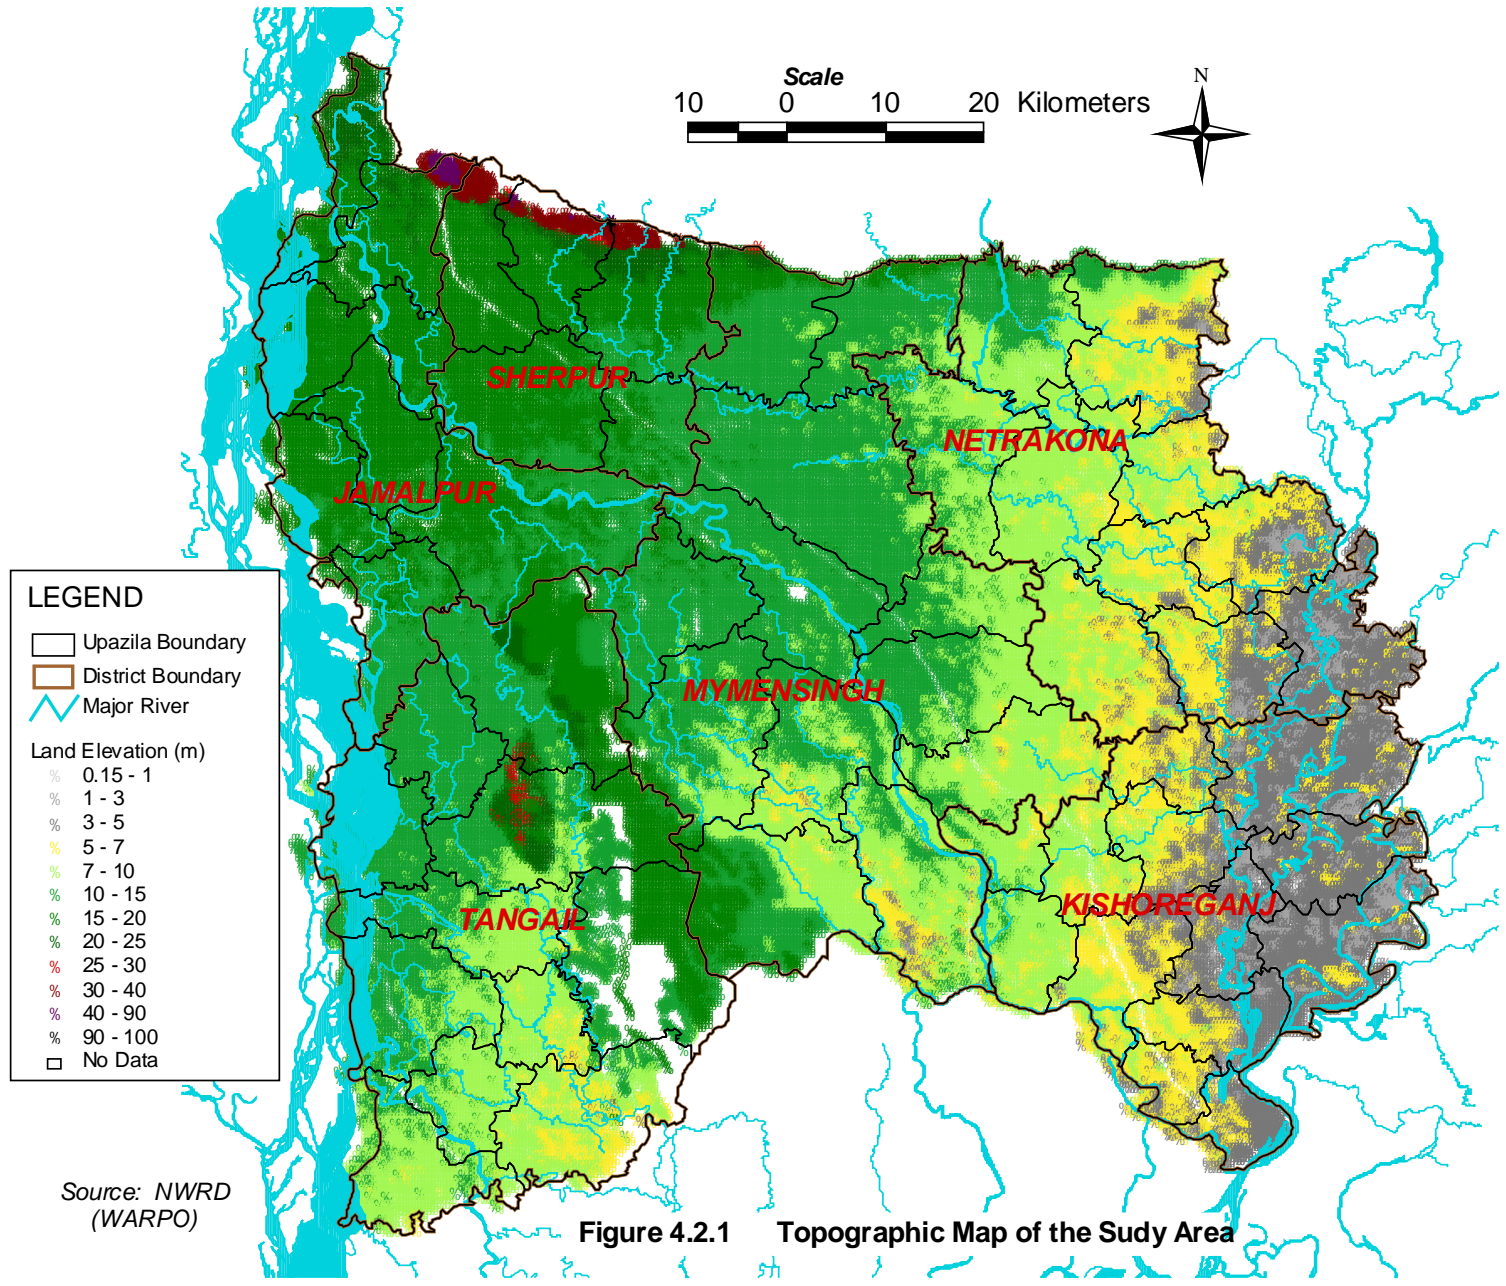 Scale
10 0 10 20 Kilometers
N
SHERPUR
NETRAKONA
JAMALPUR
MYMENSINGH
KISHOREGANJ
TANGAIL
LEGEND
Upazila Boundary
District Boundary
Major River
Land Elevation (m)
% 0.15 - 1
% 1 - 3
% 3 - 5
% 5 - 7
% 7 - 10
% 10 - 15
% 15 - 20
% 20 - 25
% 25 - 30
% 30 - 40
% 40 - 90
% 90 - 100
No Data
Source: NWRD
(WARPO)
Figure 4.2.1 Topographic Map of the Sudy Area